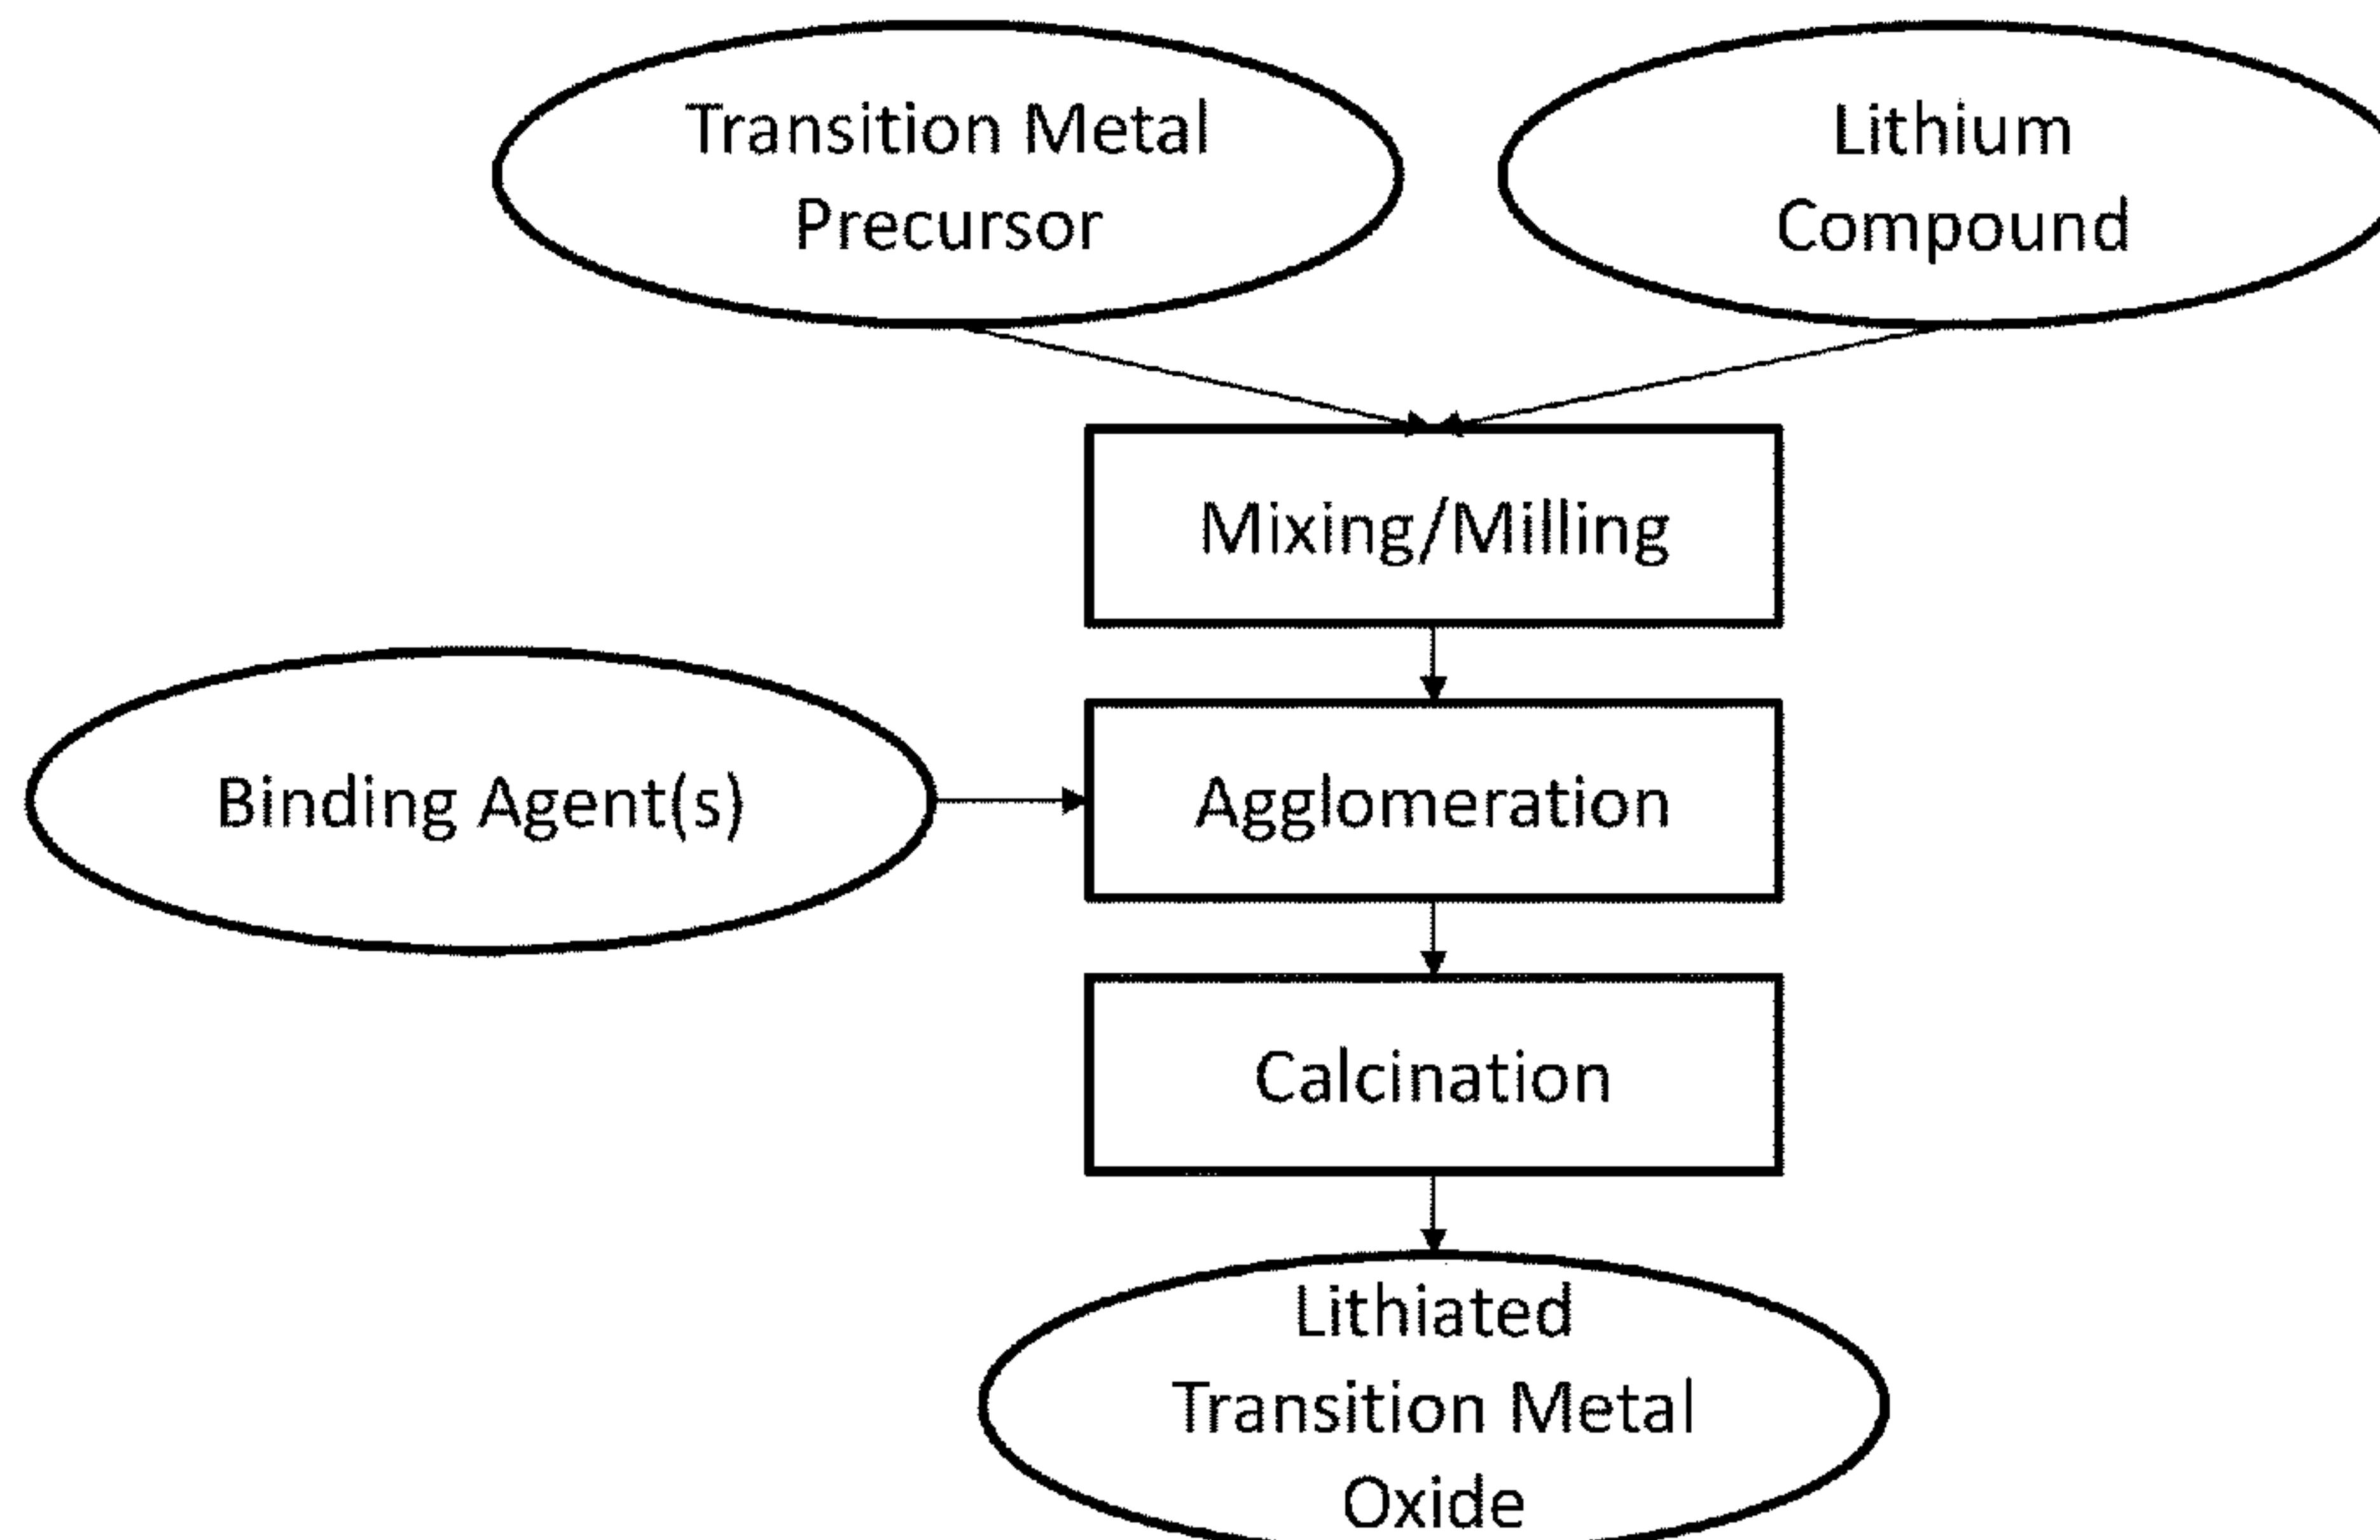 Transition Metal
Precursor
Lithium
Compound
Mixing/Milling
Binding Agent(s)
Agglomeration
Calcination
Lithiated
Transition Metal
Oxide